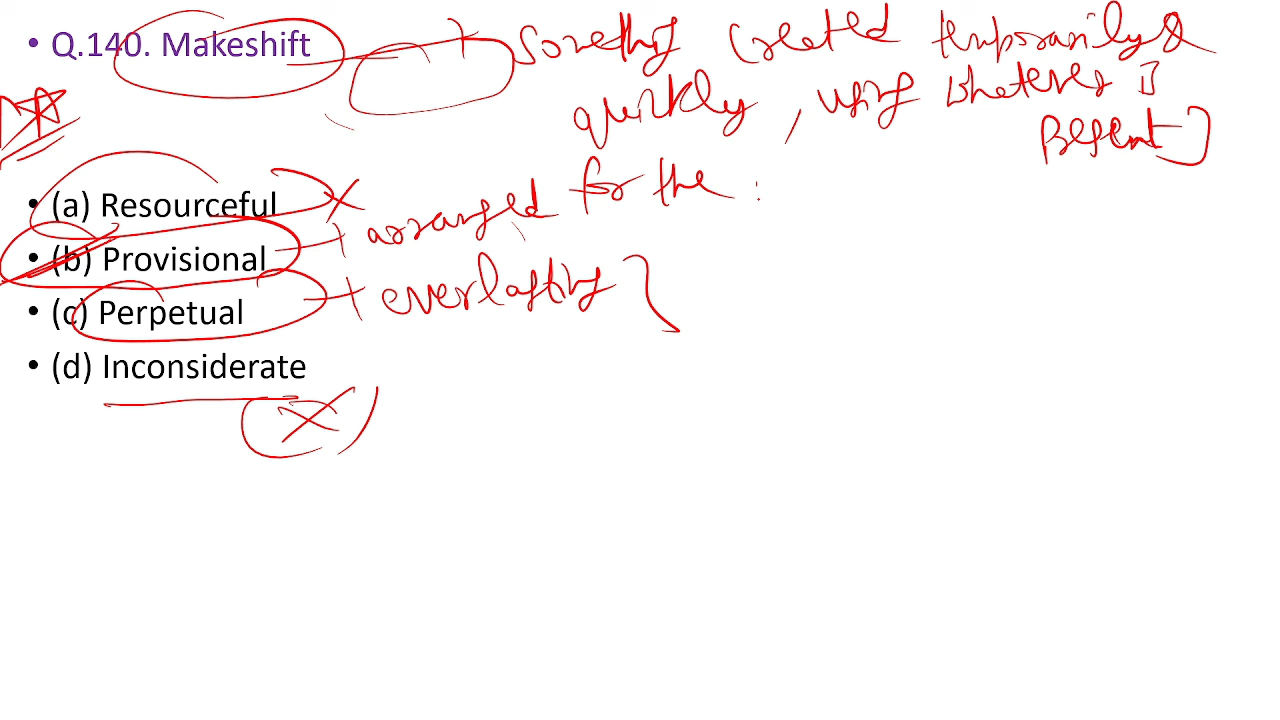 • Q.140. Makeshift
Something created temporarily &
quickly, using whatever is
present]
• (a) Resourceful
• (b) Provisional
arranged for the
• (c) Perpetual
everlasting
• (d) Inconsiderate